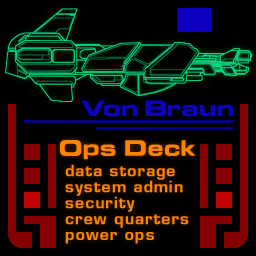 Von Braun
Ops Deck
data storage
system admin
security
crew quarters
power ops